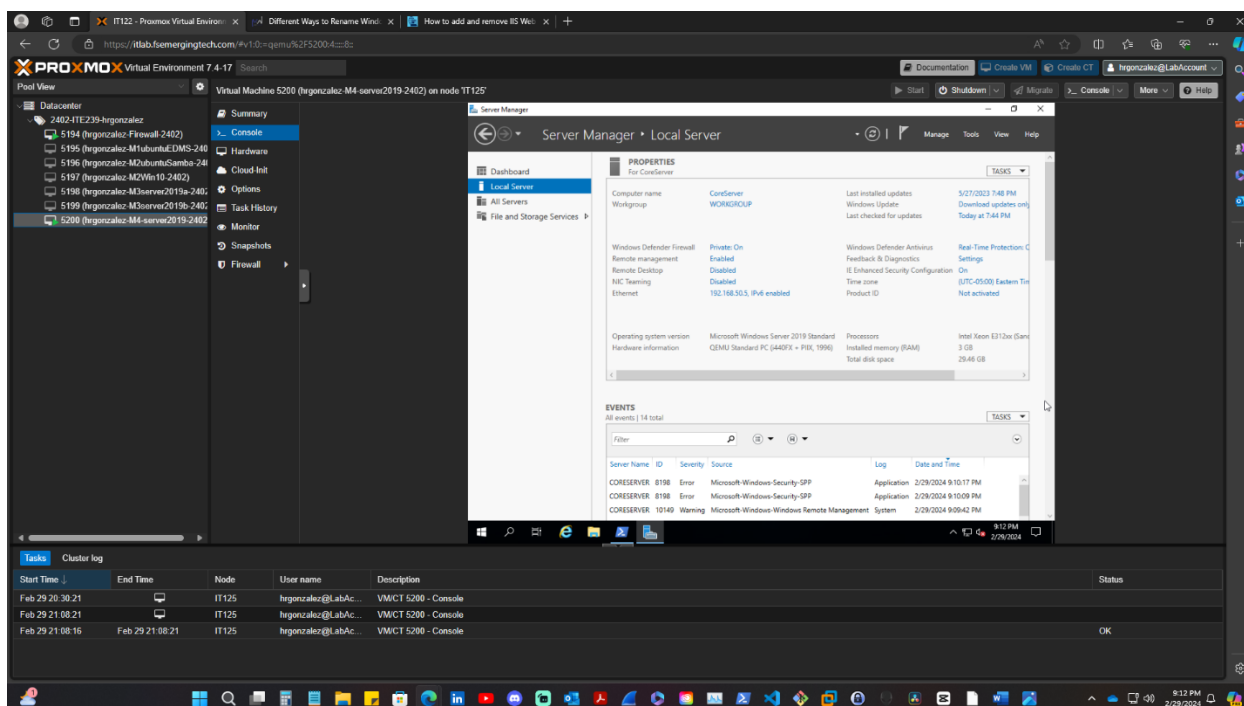 IT122 - Proxmox Virtual Environ
Different Ways to Rename Wind
How to add and remove IIS Web
https://itlab.fsemergingtech.com/#v1:0:=qemu%2F5200:4:::::8::
PROXMOX Virtual Environment 7.4-17 Search
Documentation Create VM Create CT hrgonzalez@LabAccount
Pool View
Virtual Machine 5200 (hrgonzalez-M4-server2019-2402) on node 'IT125'
Start Shutdown Migrate Console More Help
Datacenter
2402-ITE239-hrgonzalez
5194 (hrgonzalez-Firewall-2402)
5195 (hrgonzalez-M1ubuntuEDMS-240
5196 (hrgonzalez-M2ubuntuSamba-240
5197 (hrgonzalez-M2Win10-2402)
5198 (hrgonzalez-M3server2019a-2402
5199 (hrgonzalez-M3server2019b-2402
5200 (hrgonzalez-M4-server2019-2402
Summary
Console
Hardware
Cloud-Init
Options
Task History
Monitor
Snapshots
Firewall
Server Manager
Server Manager • Local Server
Manage Tools View Help
Dashboard
Local Server
All Servers
File and Storage Services
PROPERTIES
For CoreServer
TASKS
Computer name CoreServer Last installed updates 5/27/2023 7:48 PM
Workgroup WORKGROUP Windows Update Download updates only
Last checked for updates Today at 7:44 PM
Windows Defender Firewall Private: On Windows Defender Antivirus Real-Time Protection: C
Remote management Enabled Feedback & Diagnostics Settings
Remote Desktop Disabled IE Enhanced Security Configuration On
NIC Teaming Disabled Time zone (UTC-05:00) Eastern Tim
Ethernet 192.168.50.5, IPv6 enabled Product ID Not activated
Operating system version Microsoft Windows Server 2019 Standard Processors Intel Xeon E312xx (Sand
Hardware information QEMU Standard PC (i440FX + PIIX, 1996) Installed memory (RAM) 3 GB
Total disk space 29.46 GB
EVENTS
All events | 14 total
TASKS
Filter
Server Name ID Severity Source Log Date and Time
CORESERVER 8198 Error Microsoft-Windows-Security-SPP Application 2/29/2024 9:10:17 PM
CORESERVER 8198 Error Microsoft-Windows-Security-SPP Application 2/29/2024 9:10:09 PM
CORESERVER 10149 Warning Microsoft-Windows-Windows Remote Management System 2/29/2024 9:09:42 PM
9:12 PM
2/29/2024
Tasks Cluster log
Start Time End Time Node User name Description Status
Feb 29 20:30:21 IT125 hrgonzalez@LabAc... VM/CT 5200 - Console
Feb 29 21:08:21 IT125 hrgonzalez@LabAc... VM/CT 5200 - Console
Feb 29 21:08:16 Feb 29 21:08:21 IT125 hrgonzalez@LabAc... VM/CT 5200 - Console OK
9:12 PM
2/29/2024